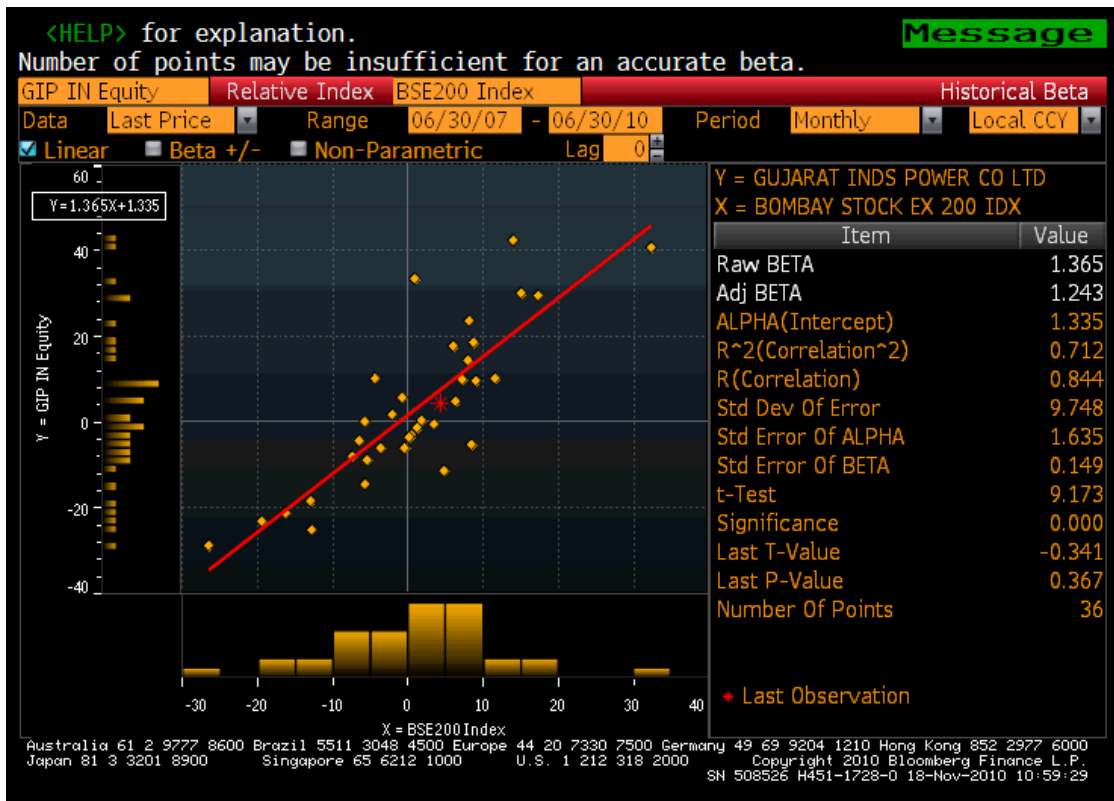 <HELP> for explanation.
Message
Number of points may be insufficient for an accurate beta.
GIP IN Equity Relative Index BSE200 Index Historical Beta
Data Last Price Range 06/30/07 - 06/30/10 Period Monthly Local CCY
Linear Beta +/- Non-Parametric Lag 0
60
Y=1.365X+1.335
40
20
0
-20
-40
Y = GIP IN Equity
-30 -20 -10 0 10 20 30 40
X = BSE200 Index
Y = GUJARAT INDS POWER CO LTD
X = BOMBAY STOCK EX 200 IDX
Item Value
Raw BETA 1.365
Adj BETA 1.243
ALPHA(Intercept) 1.335
R^2(Correlation^2) 0.712
R(Correlation) 0.844
Std Dev Of Error 9.748
Std Error Of ALPHA 1.635
Std Error Of BETA 0.149
t-Test 9.173
Significance 0.000
Last T-Value -0.341
Last P-Value 0.367
Number Of Points 36
* Last Observation
Australia 61 2 9777 8600 Brazil 5511 3048 4500 Europe 44 20 7330 7500 Germany 49 69 9204 1210 Hong Kong 852 2977 6000
Japan 81 3 3201 8900 Singapore 65 6212 1000 U.S. 1 212 318 2000 Copyright 2010 Bloomberg Finance L.P.
SN 508526 H451-1728-0 18-Nov-2010 10:59:29